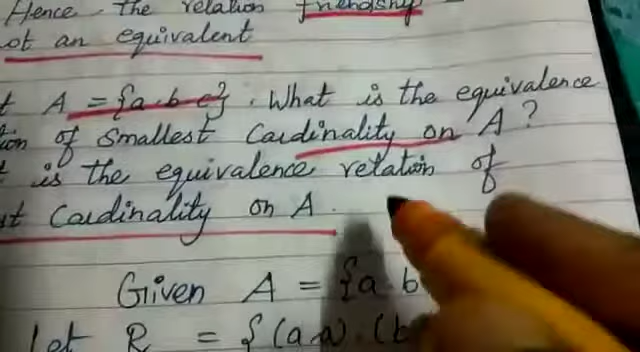 Hence the relation friendship
ot an equivalent
t A = {a. b c}. What is the equivalence
ion of smallest Cardinality on A?
t is the equivalence relation of
st Cardinality on A.
Given A = {a. b
Let R = {(a a). (b